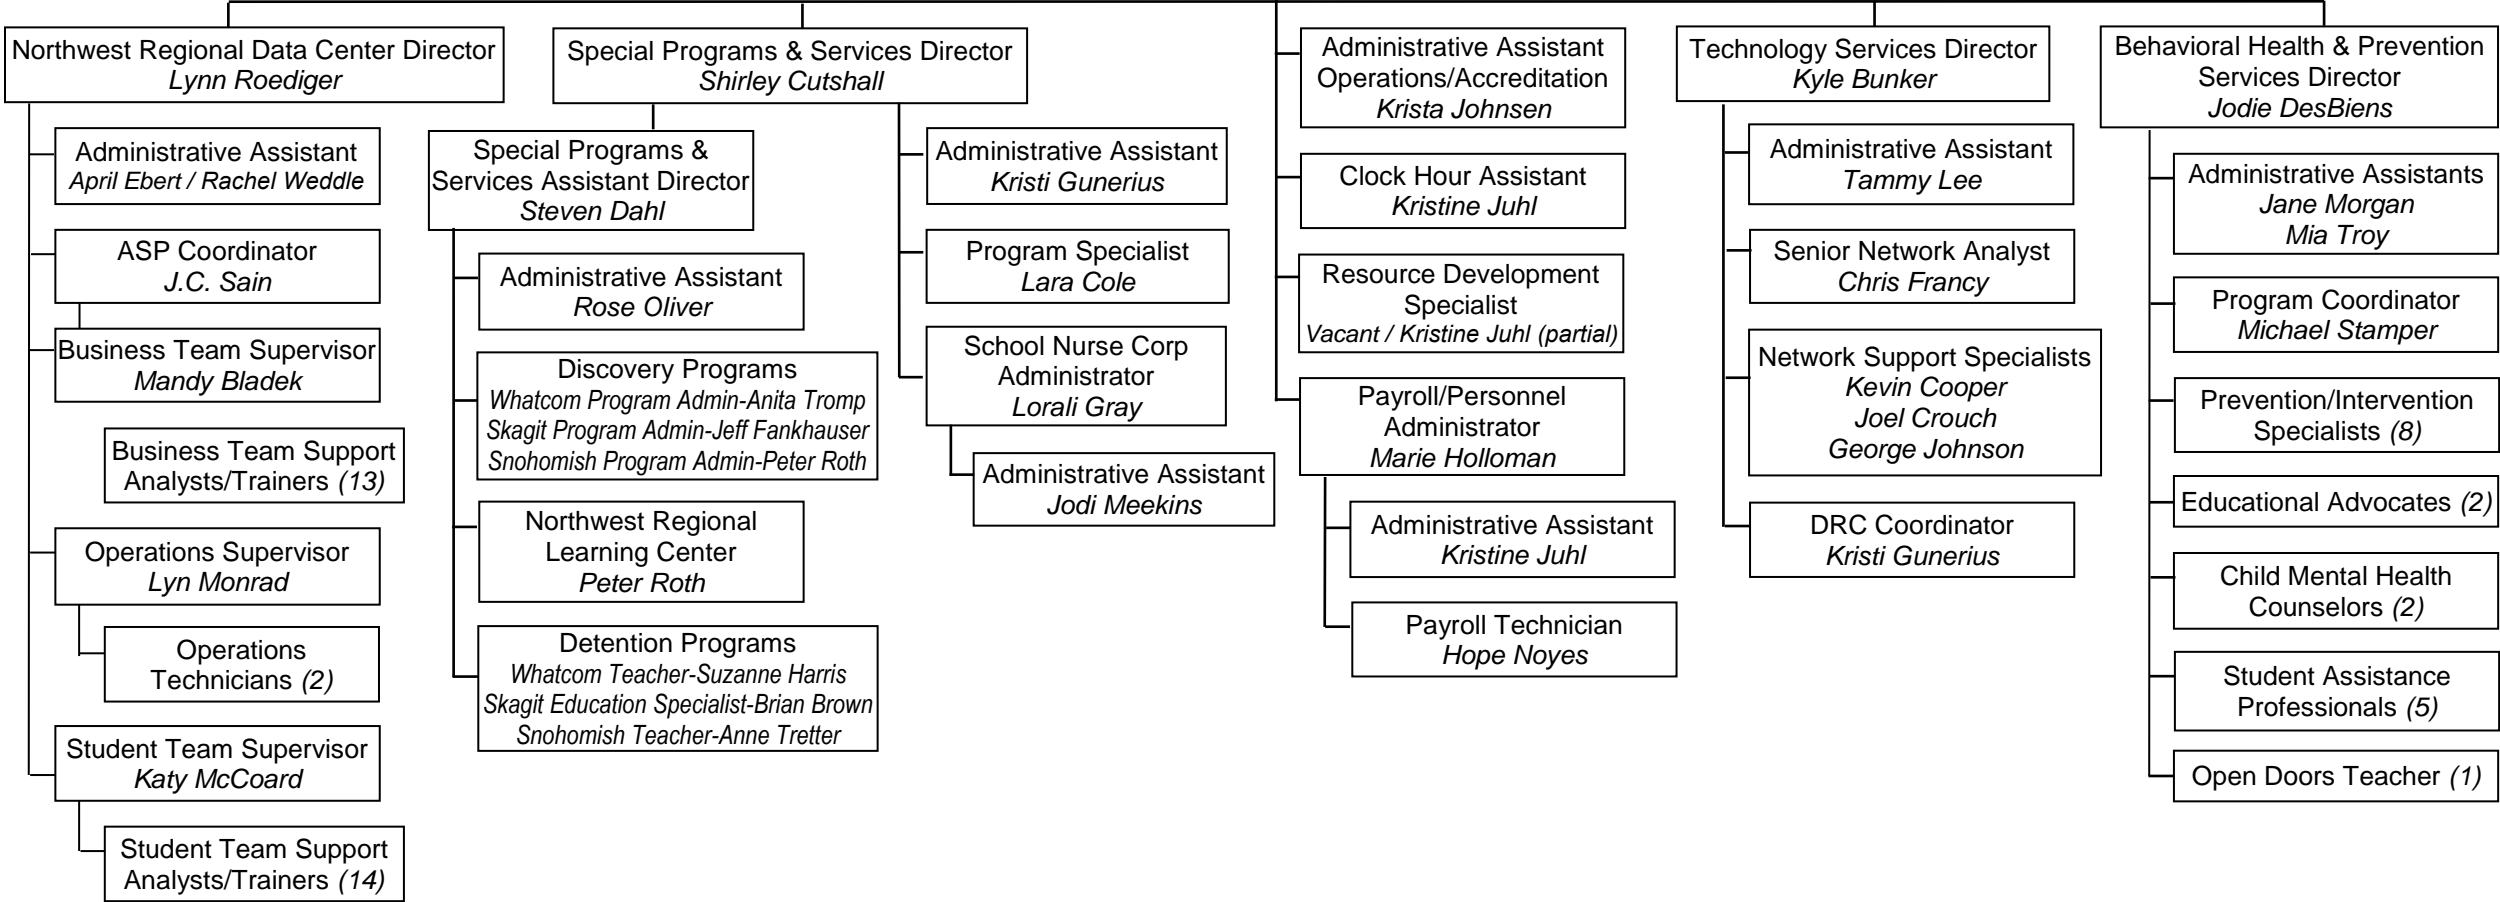 Northwest Regional Data Center Director
Lynn Roediger
Administrative Assistant
April Ebert / Rachel Weddle
ASP Coordinator
J.C. Sain
Business Team Supervisor
Mandy Bladek
Business Team Support
Analysts/Trainers (13)
Operations Supervisor
Lyn Monrad
Operations
Technicians (2)
Student Team Supervisor
Katy McCoard
Student Team Support
Analysts/Trainers (14)
Special Programs & Services Director
Shirley Cutshall
Special Programs &
Services Assistant Director
Steven Dahl
Administrative Assistant
Rose Oliver
Discovery Programs
Whatcom Program Admin-Anita Tromp
Skagit Program Admin-Jeff Fankhauser
Snohomish Program Admin-Peter Roth
Northwest Regional
Learning Center
Peter Roth
Detention Programs
Whatcom Teacher-Suzanne Harris
Skagit Education Specialist-Brian Brown
Snohomish Teacher-Anne Tretter
Administrative Assistant
Kristi Gunerius
Program Specialist
Lara Cole
School Nurse Corp
Administrator
Lorali Gray
Administrative Assistant
Jodi Meekins
Administrative Assistant
Operations/Accreditation
Krista Johnsen
Clock Hour Assistant
Kristine Juhl
Resource Development
Specialist
Vacant / Kristine Juhl (partial)
Payroll/Personnel
Administrator
Marie Holloman
Administrative Assistant
Kristine Juhl
Payroll Technician
Hope Noyes
Technology Services Director
Kyle Bunker
Administrative Assistant
Tammy Lee
Senior Network Analyst
Chris Francy
Network Support Specialists
Kevin Cooper
Joel Crouch
George Johnson
DRC Coordinator
Kristi Gunerius
Behavioral Health & Prevention
Services Director
Jodie DesBiens
Administrative Assistants
Jane Morgan
Mia Troy
Program Coordinator
Michael Stamper
Prevention/Intervention
Specialists (8)
Educational Advocates (2)
Child Mental Health
Counselors (2)
Student Assistance
Professionals (5)
Open Doors Teacher (1)